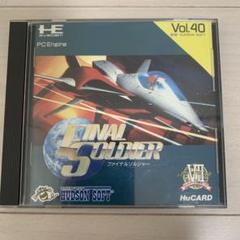 HE
PC Engine
Vol.40
FINAL
SOLDIER
ファイナルソルジャー
HUDSON SOFT
HuCARD